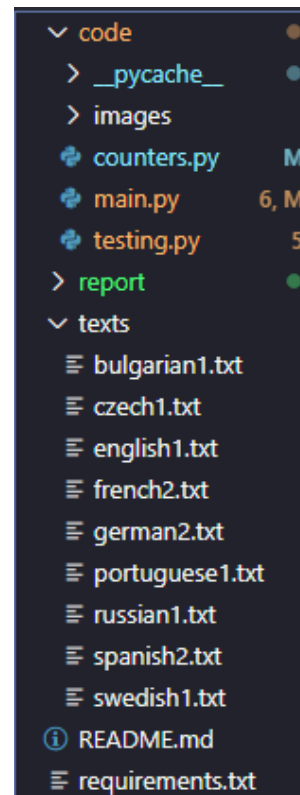 code
__pycache__
images
counters.py M
main.py 6, M
testing.py 5
report
texts
bulgarian1.txt
czech1.txt
english1.txt
french2.txt
german2.txt
portuguese1.txt
russian1.txt
spanish2.txt
swedish1.txt
README.md
requirements.txt